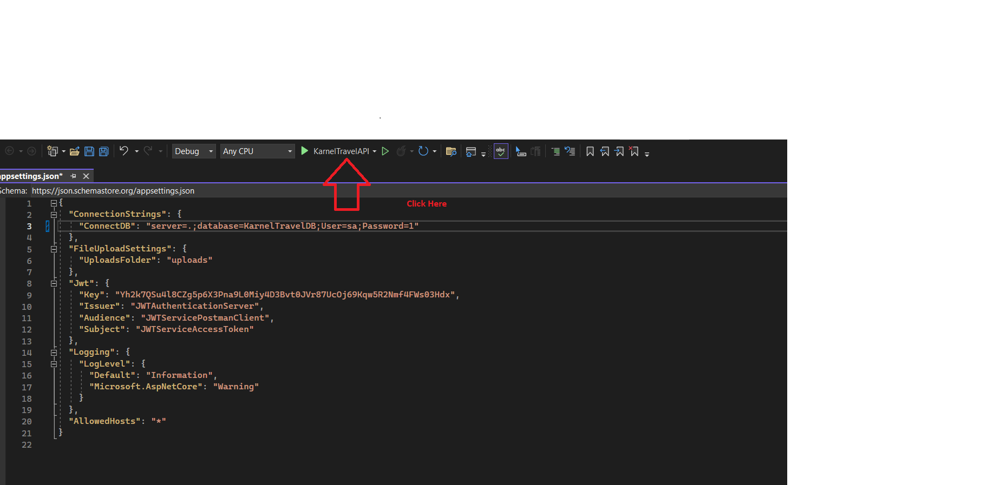 .
Debug Any CPU KarnelTravelAPI abc
appsettings.json*
Schema: https://json.schemastore.org/appsettings.json
Click Here
1 {
2 "ConnectionStrings": {
3 "ConnectDB": "server=.;database=KarnelTravelDB;User=sa;Password=1"
4 },
5 "FileUploadSettings": {
6 "UploadsFolder": "uploads"
7 },
8 "Jwt": {
9 "Key": "Yh2k7QSu4l8CZg5p6X3Pna9L0Miy4D3Bvt0JVr87UcOj69Kqw5R2Nmf4FWs03Hdx",
10 "Issuer": "JWTAuthenticationServer",
11 "Audience": "JWTServicePostmanClient",
12 "Subject": "JWTServiceAccessToken"
13 },
14 "Logging": {
15 "LogLevel": {
16 "Default": "Information",
17 "Microsoft.AspNetCore": "Warning"
18 }
19 },
20 "AllowedHosts": "*"
21 }
22